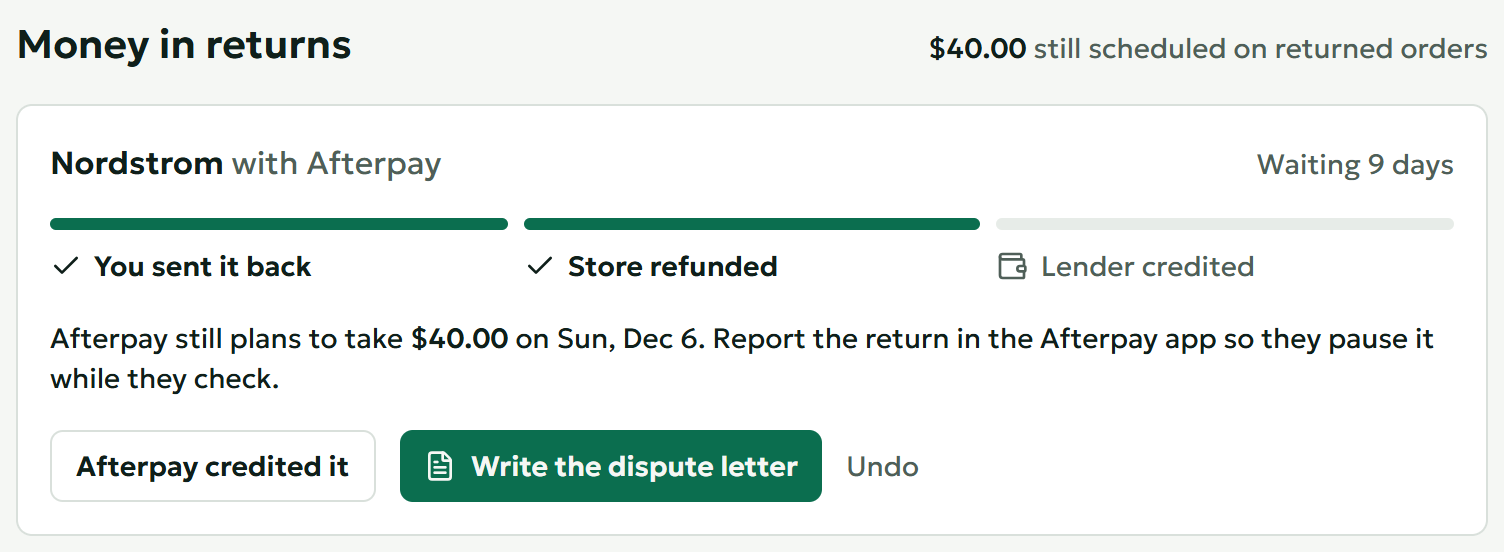 Money in returns
$40.00 still scheduled on returned orders
Nordstrom with Afterpay
Waiting 9 days
You sent it back
Store refunded
Lender credited
Afterpay still plans to take $40.00 on Sun, Dec 6. Report the return in the Afterpay app so they pause it
while they check.
Afterpay credited it
Write the dispute letter
Undo